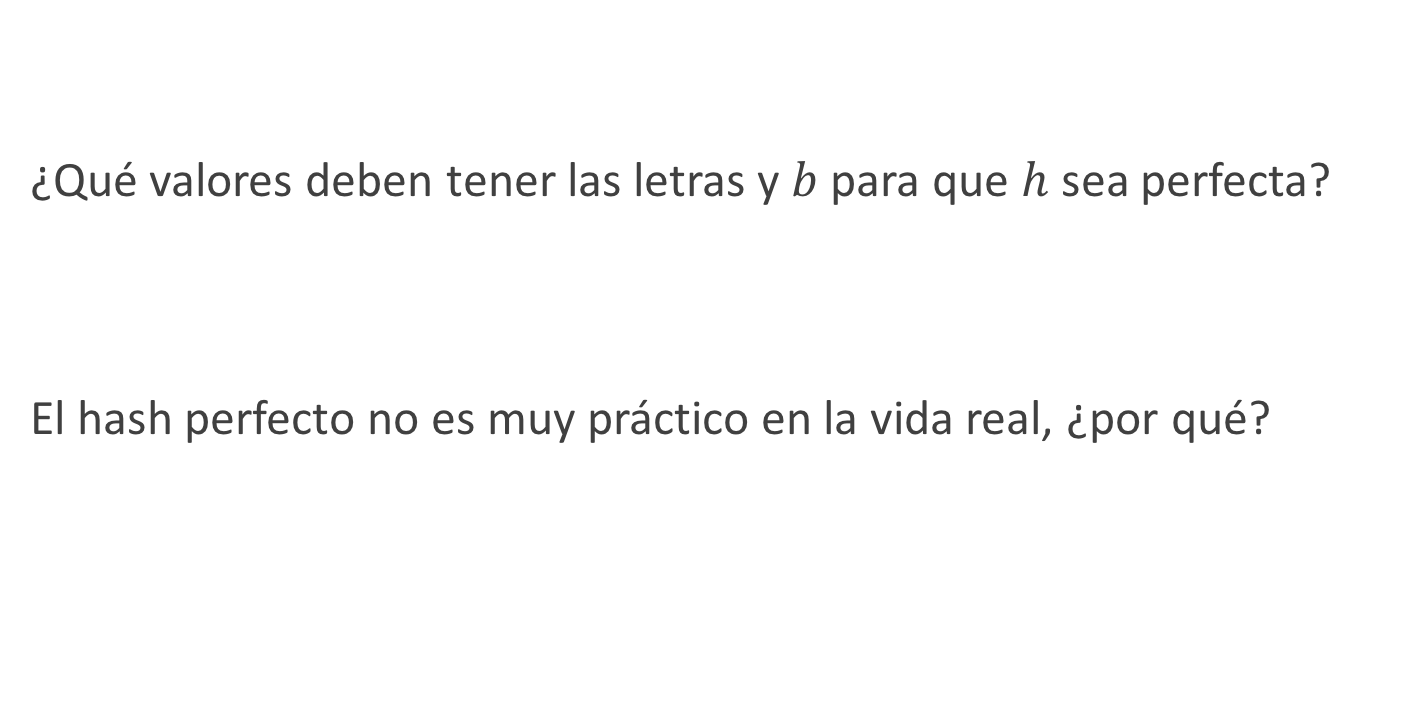 ¿Qué valores deben tener las letras y b para que h sea perfecta?
El hash perfecto no es muy práctico en la vida real, ¿por qué?